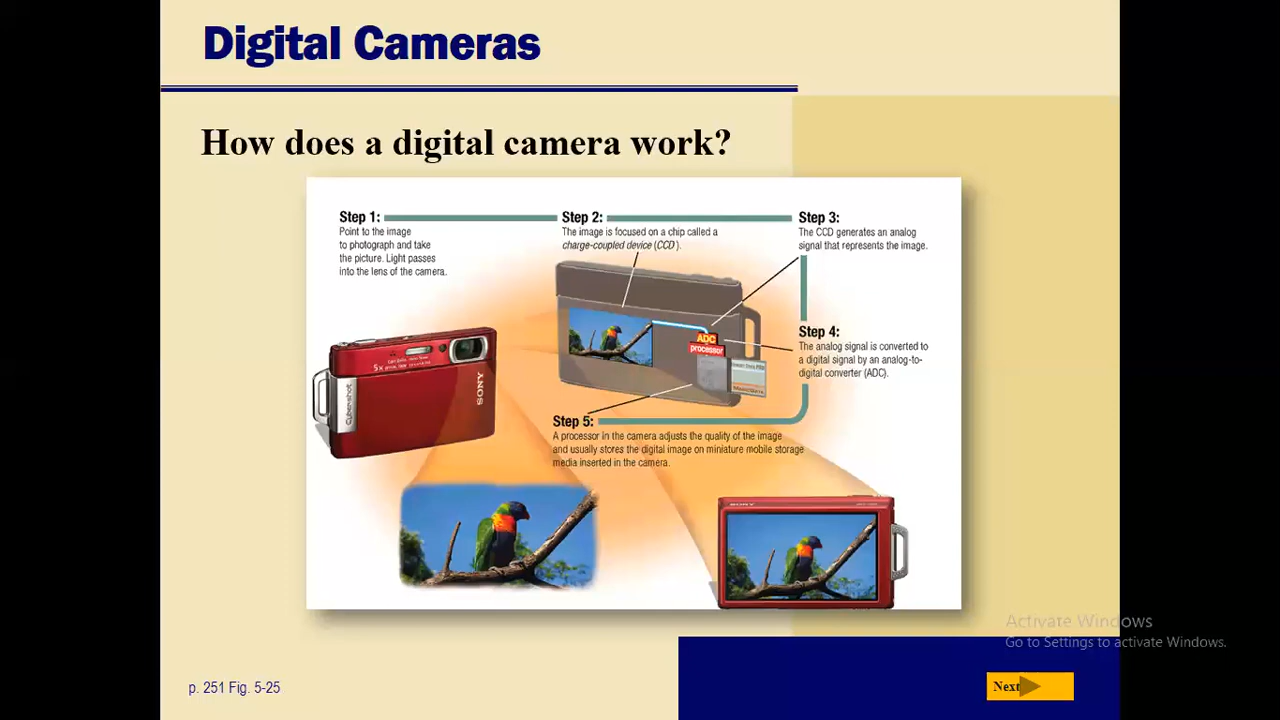 Digital Cameras
How does a digital camera work?
Step 1:
Point to the image
to photograph and take
the picture. Light passes
into the lens of the camera.
Step 2:
The image is focused on a chip called a
charge-coupled device (CCD ).
Step 3:
The CCD generates an analog
signal that represents the image.
Step 4:
The analog signal is converted to
a digital signal by an analog-to-
digital converter (ADC).
ADC
processor
Step 5:
A processor in the camera adjusts the quality of the image
and usually stores the digital image on miniature mobile storage
media inserted in the camera.
SONY
Cybershot
Activate Windows
Go to Settings to activate Windows.
p. 251 Fig. 5-25
Next